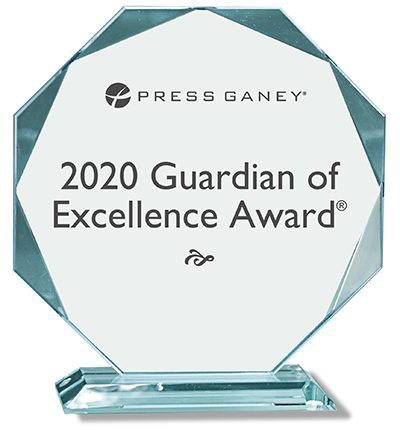 PRESS GANEY®
2020 Guardian of
Excellence Award®